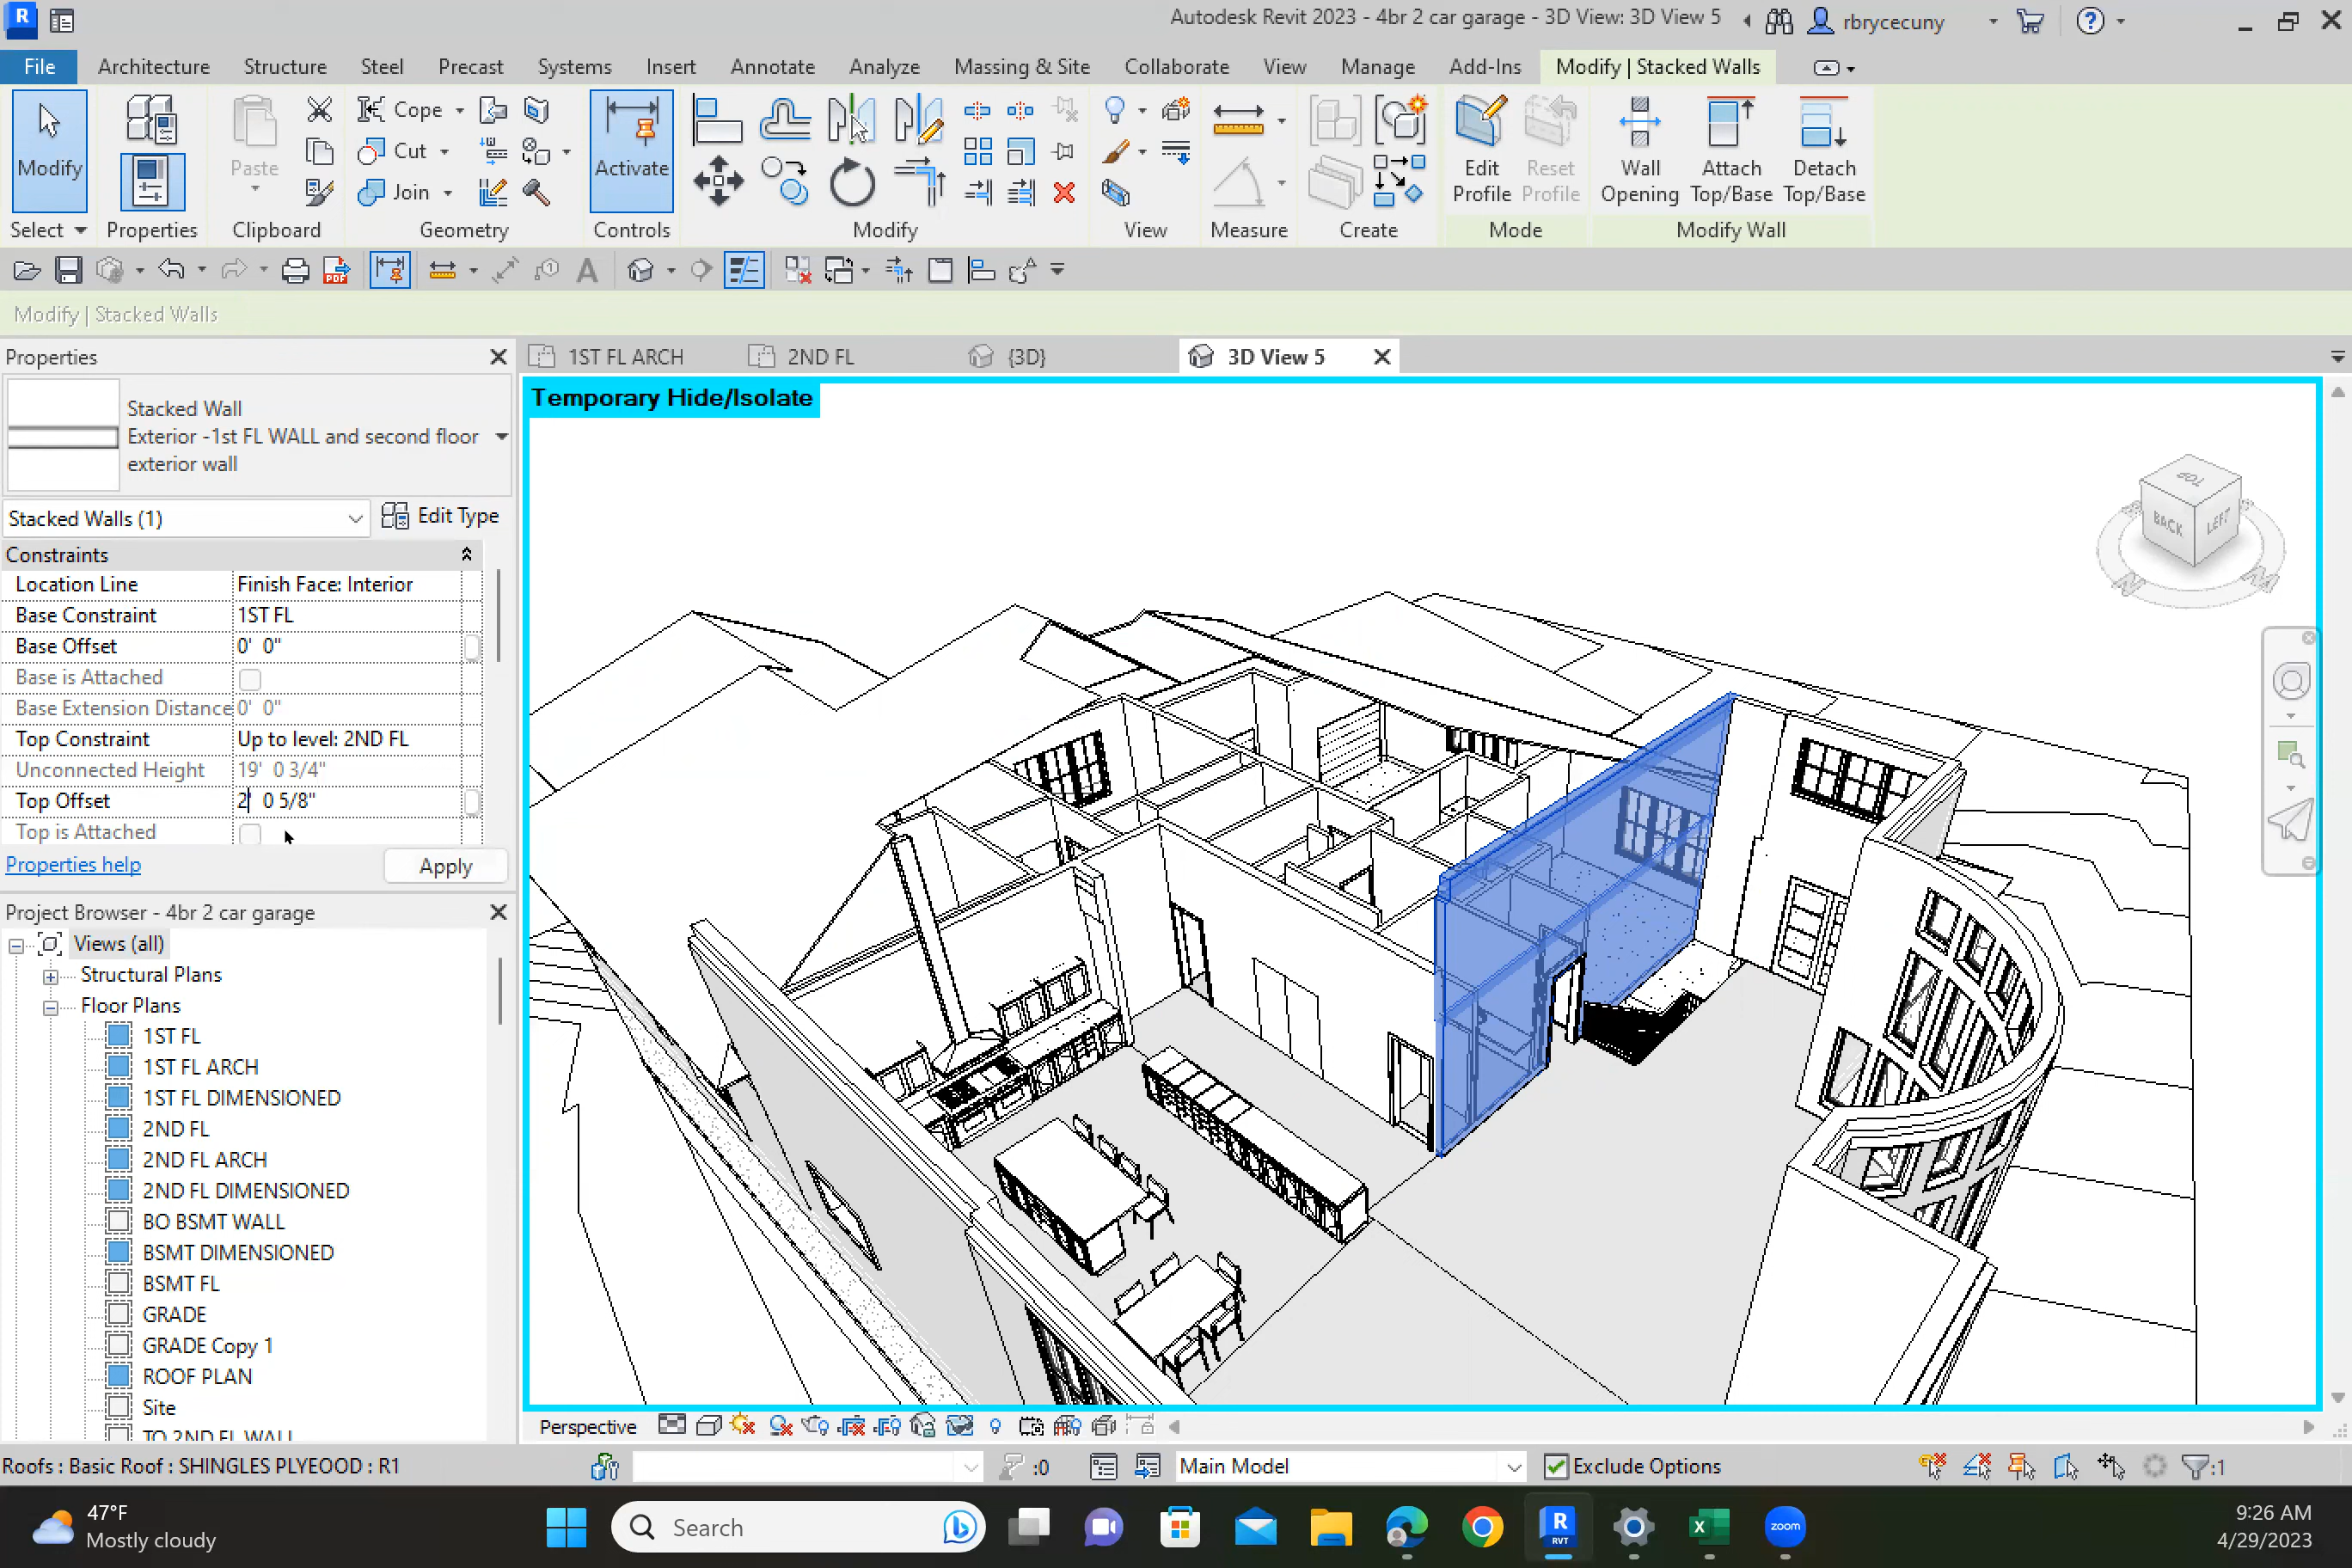 Autodesk Revit 2023 - 4br 2 car garage - 3D View: 3D View 5
rbrycecuny
File
Architecture
Structure
Steel
Precast
Systems
Insert
Annotate
Analyze
Massing & Site
Collaborate
View
Manage
Add-Ins
Modify | Stacked Walls
Modify
Paste
Cope
Cut
Join
Activate
Edit Profile
Reset Profile
Wall Opening
Attach Top/Base
Detach Top/Base
Select
Properties
Clipboard
Geometry
Controls
Modify
View
Measure
Create
Mode
Modify Wall
Modify | Stacked Walls
Properties
1ST FL ARCH
2ND FL
{3D}
3D View 5
Temporary Hide/Isolate
Stacked Wall
Exterior -1st FL WALL and second floor
exterior wall
Stacked Walls (1)
Edit Type
Constraints
Location Line Finish Face: Interior
Base Constraint 1ST FL
Base Offset 0' 0"
Base is Attached
Base Extension Distance 0' 0"
Top Constraint Up to level: 2ND FL
Unconnected Height 19' 0 3/4"
Top Offset 2' 0 5/8"
Top is Attached
Properties help
Apply
TOP
BACK
LEFT
Project Browser - 4br 2 car garage
Views (all)
Structural Plans
Floor Plans
1ST FL
1ST FL ARCH
1ST FL DIMENSIONED
2ND FL
2ND FL ARCH
2ND FL DIMENSIONED
BO BSMT WALL
BSMT DIMENSIONED
BSMT FL
GRADE
GRADE Copy 1
ROOF PLAN
Site
TO 2ND FL WALL
Perspective
Roofs : Basic Roof : SHINGLES PLYEOOD : R1
:0
Main Model
Exclude Options
:1
47°F
Mostly cloudy
Search
R
RVT
zoom
9:26 AM
4/29/2023